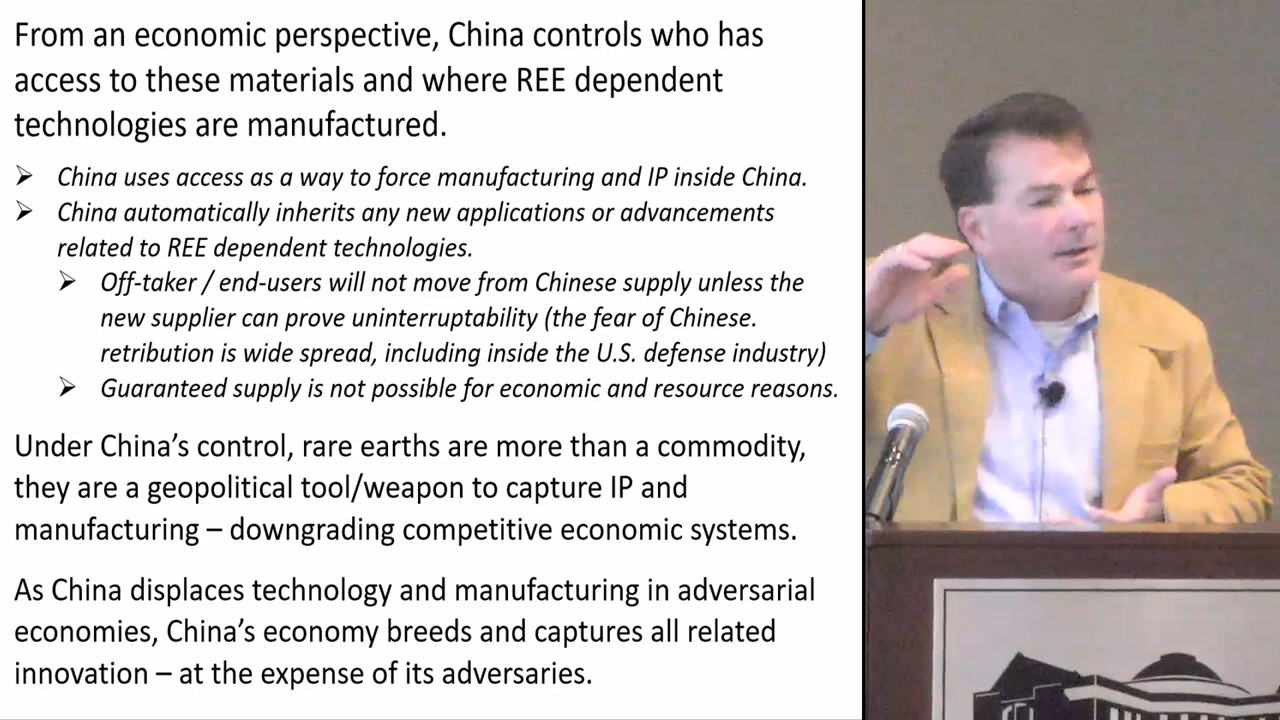 From an economic perspective, China controls who has
access to these materials and where REE dependent
technologies are manufactured.
➢ China uses access as a way to force manufacturing and IP inside China.
➢ China automatically inherits any new applications or advancements
related to REE dependent technologies.
➢ Off-taker / end-users will not move from Chinese supply unless the
new supplier can prove uninterruptability (the fear of Chinese.
retribution is wide spread, including inside the U.S. defense industry)
➢ Guaranteed supply is not possible for economic and resource reasons.
Under China's control, rare earths are more than a commodity,
they are a geopolitical tool/weapon to capture IP and
manufacturing – downgrading competitive economic systems.
As China displaces technology and manufacturing in adversarial
economies, China's economy breeds and captures all related
innovation – at the expense of its adversaries.